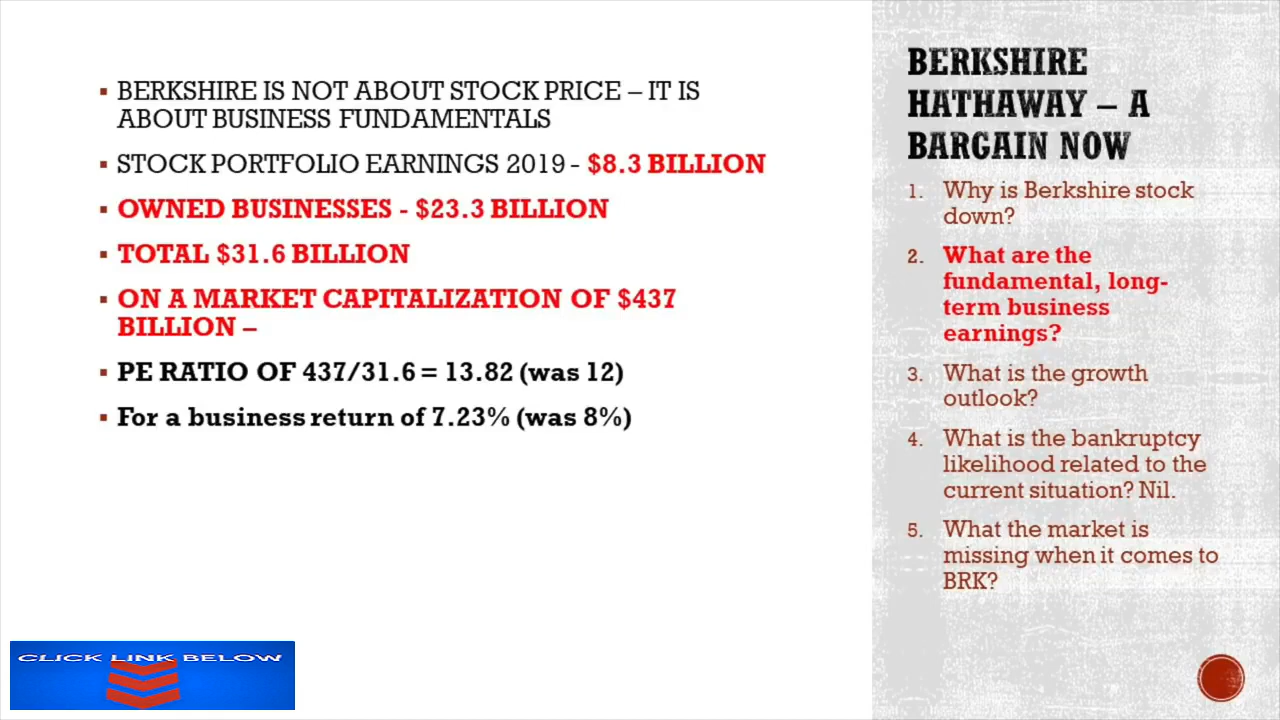 BERKSHIRE IS NOT ABOUT STOCK PRICE – IT IS
ABOUT BUSINESS FUNDAMENTALS
STOCK PORTFOLIO EARNINGS 2019 - $8.3 BILLION
OWNED BUSINESSES - $23.3 BILLION
TOTAL $31.6 BILLION
ON A MARKET CAPITALIZATION OF $437
BILLION –
PE RATIO OF 437/31.6 = 13.82 (was 12)
For a business return of 7.23% (was 8%)
BERKSHIRE
HATHAWAY – A
BARGAIN NOW
1. Why is Berkshire stock
down?
2. What are the
fundamental, long-
term business
earnings?
3. What is the growth
outlook?
4. What is the bankruptcy
likelihood related to the
current situation? Nil.
5. What the market is
missing when it comes to
BRK?
CLICK LINK BELOW